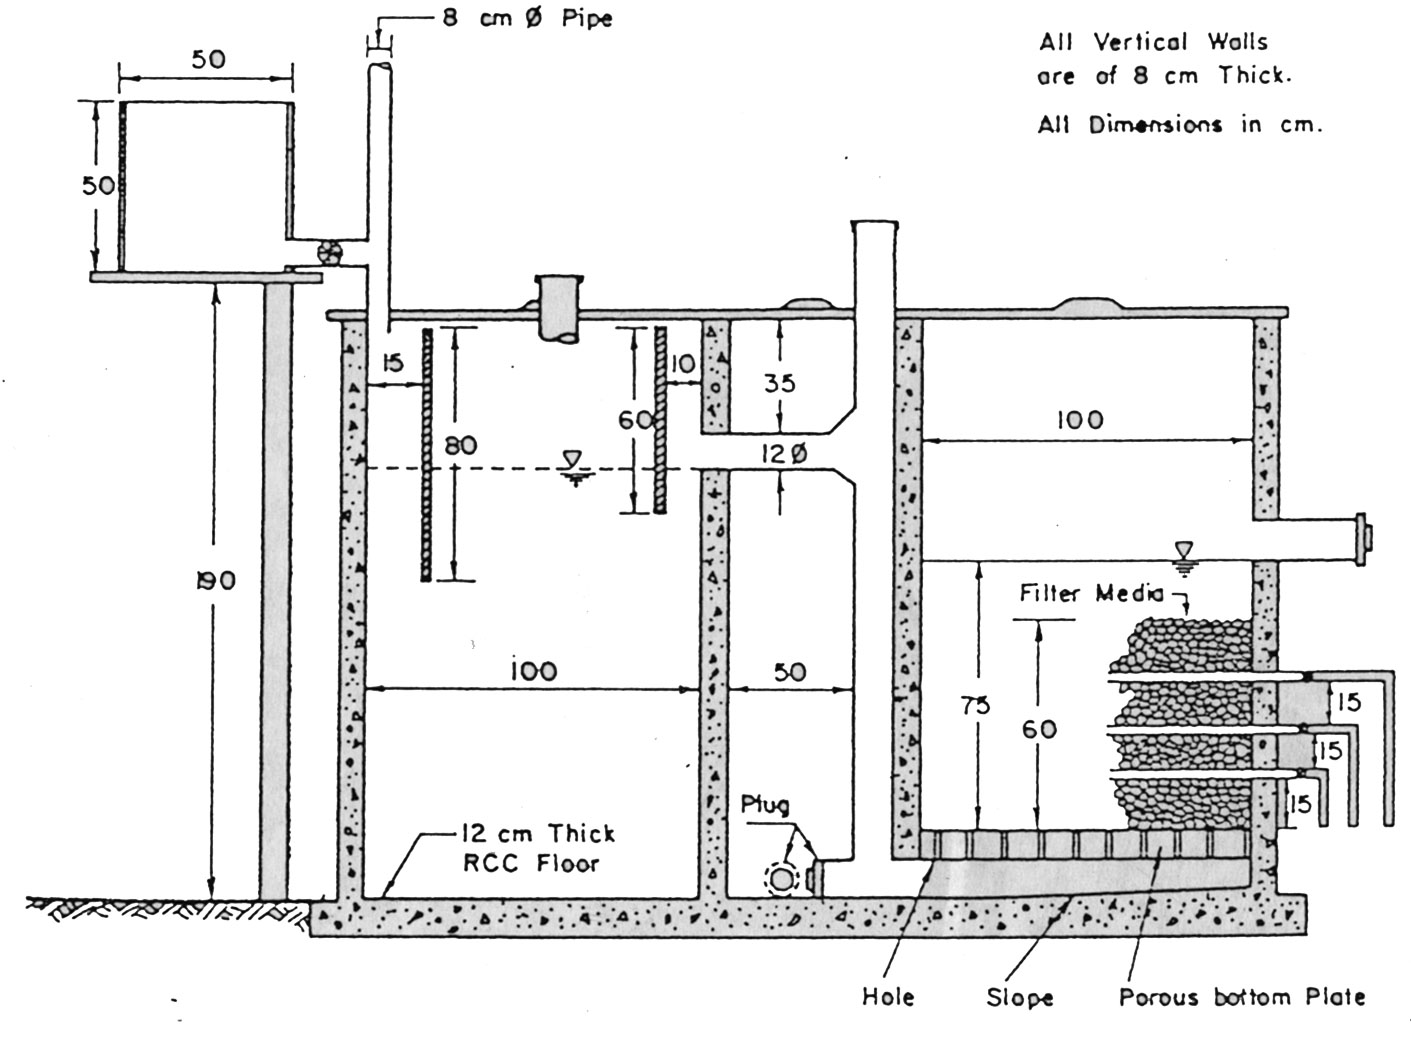 8 cm Ø Pipe
All Vertical Walls
are of 8 cm Thick.
All Dimensions in cm.
50
50
15
10
35
60
80
100
12Ø
190
Filter Media
100
50
75
60
15
15
15
Plug
12 cm Thick
RCC Floor
Hole
Slope
Porous bottom Plate